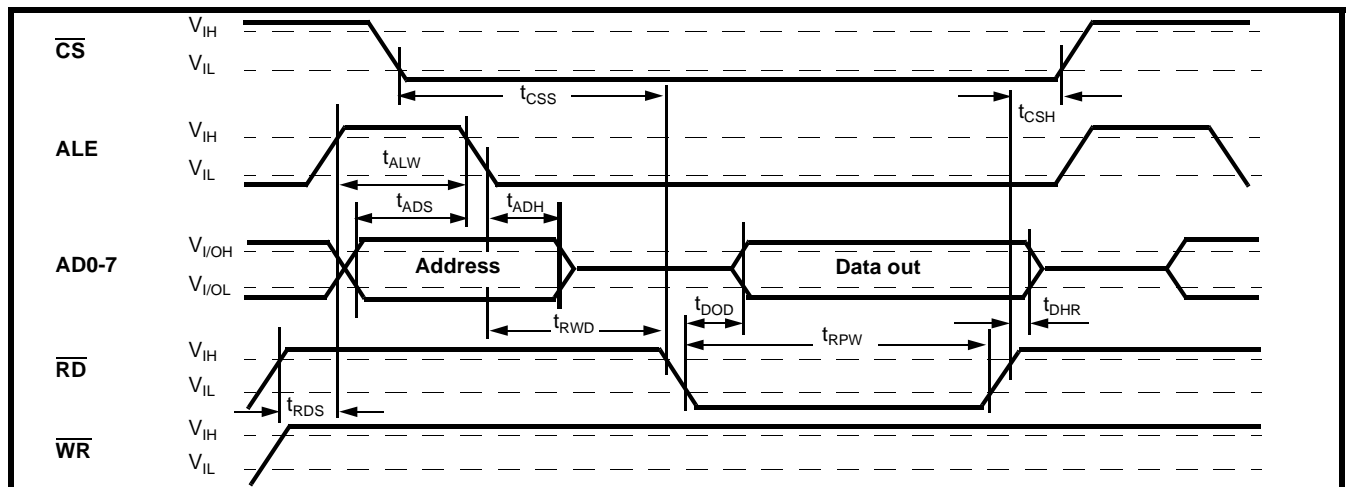 CS
V_IH
V_IL
t_CSS
t_CSH
ALE
V_IH
V_IL
t_ALW
t_ADS
t_ADH
AD0-7
V_I/OH
V_I/OL
Address
Data out
t_RWD
t_DOD
t_DHR
t_RPW
RD
V_IH
V_IL
t_RDS
WR
V_IH
V_IL